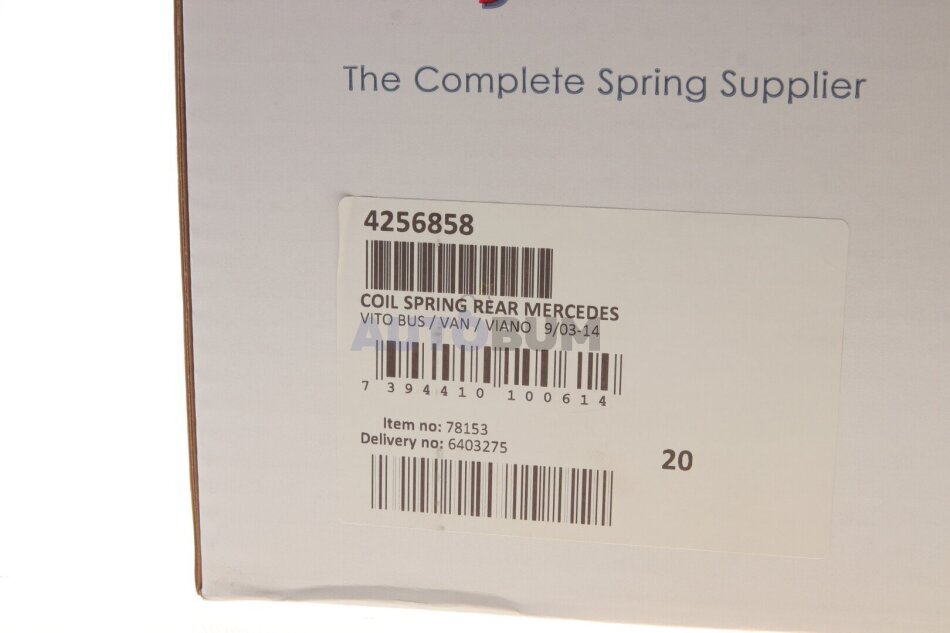 The Complete Spring Supplier
4256858
COIL SPRING REAR MERCEDES
VITO BUS / VAN / VIANO 9/03-14
AUTOBUM
7 394410 100614
Item no: 78153
Delivery no: 6403275
20